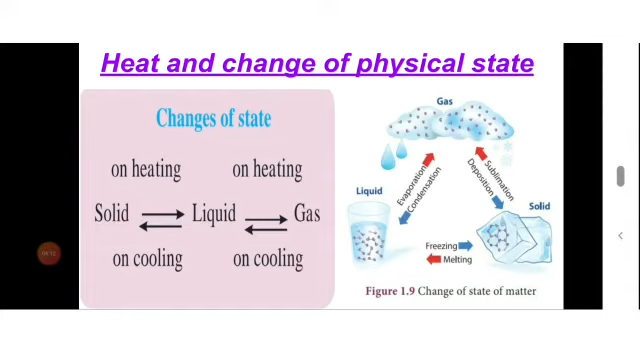 Heat and change of physical state
Changes of state
on heating on heating
Solid Liquid Gas
on cooling on cooling
Gas
Evaporation
Condensation
Sublimation
Deposition
Liquid
Solid
Freezing
Melting
Figure 1.9 Change of state of matter